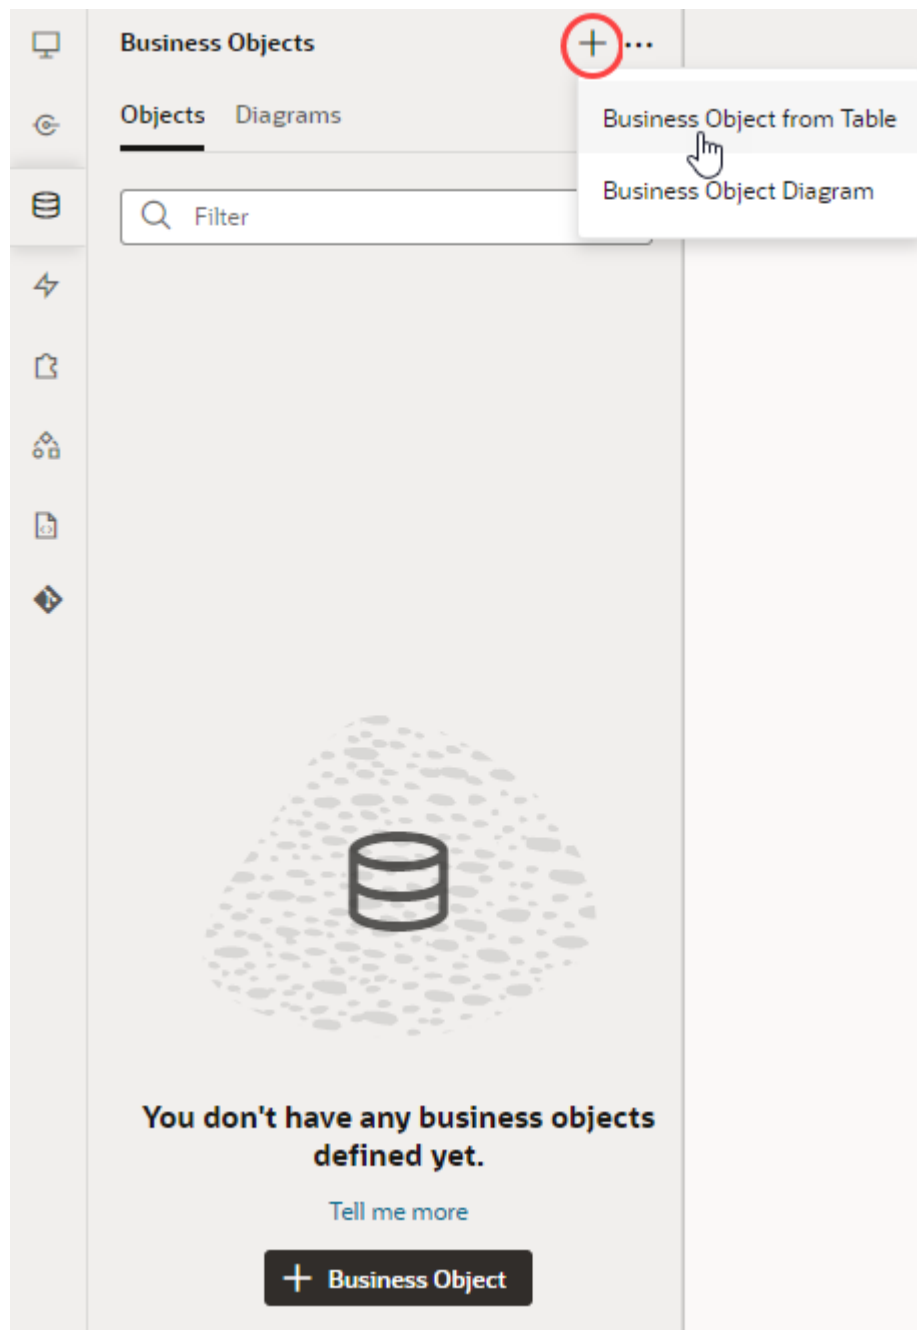 Business Objects
Objects Diagrams
Business Object from Table
Business Object Diagram
Filter
You don't have any business objects
defined yet.
Tell me more
Business Object